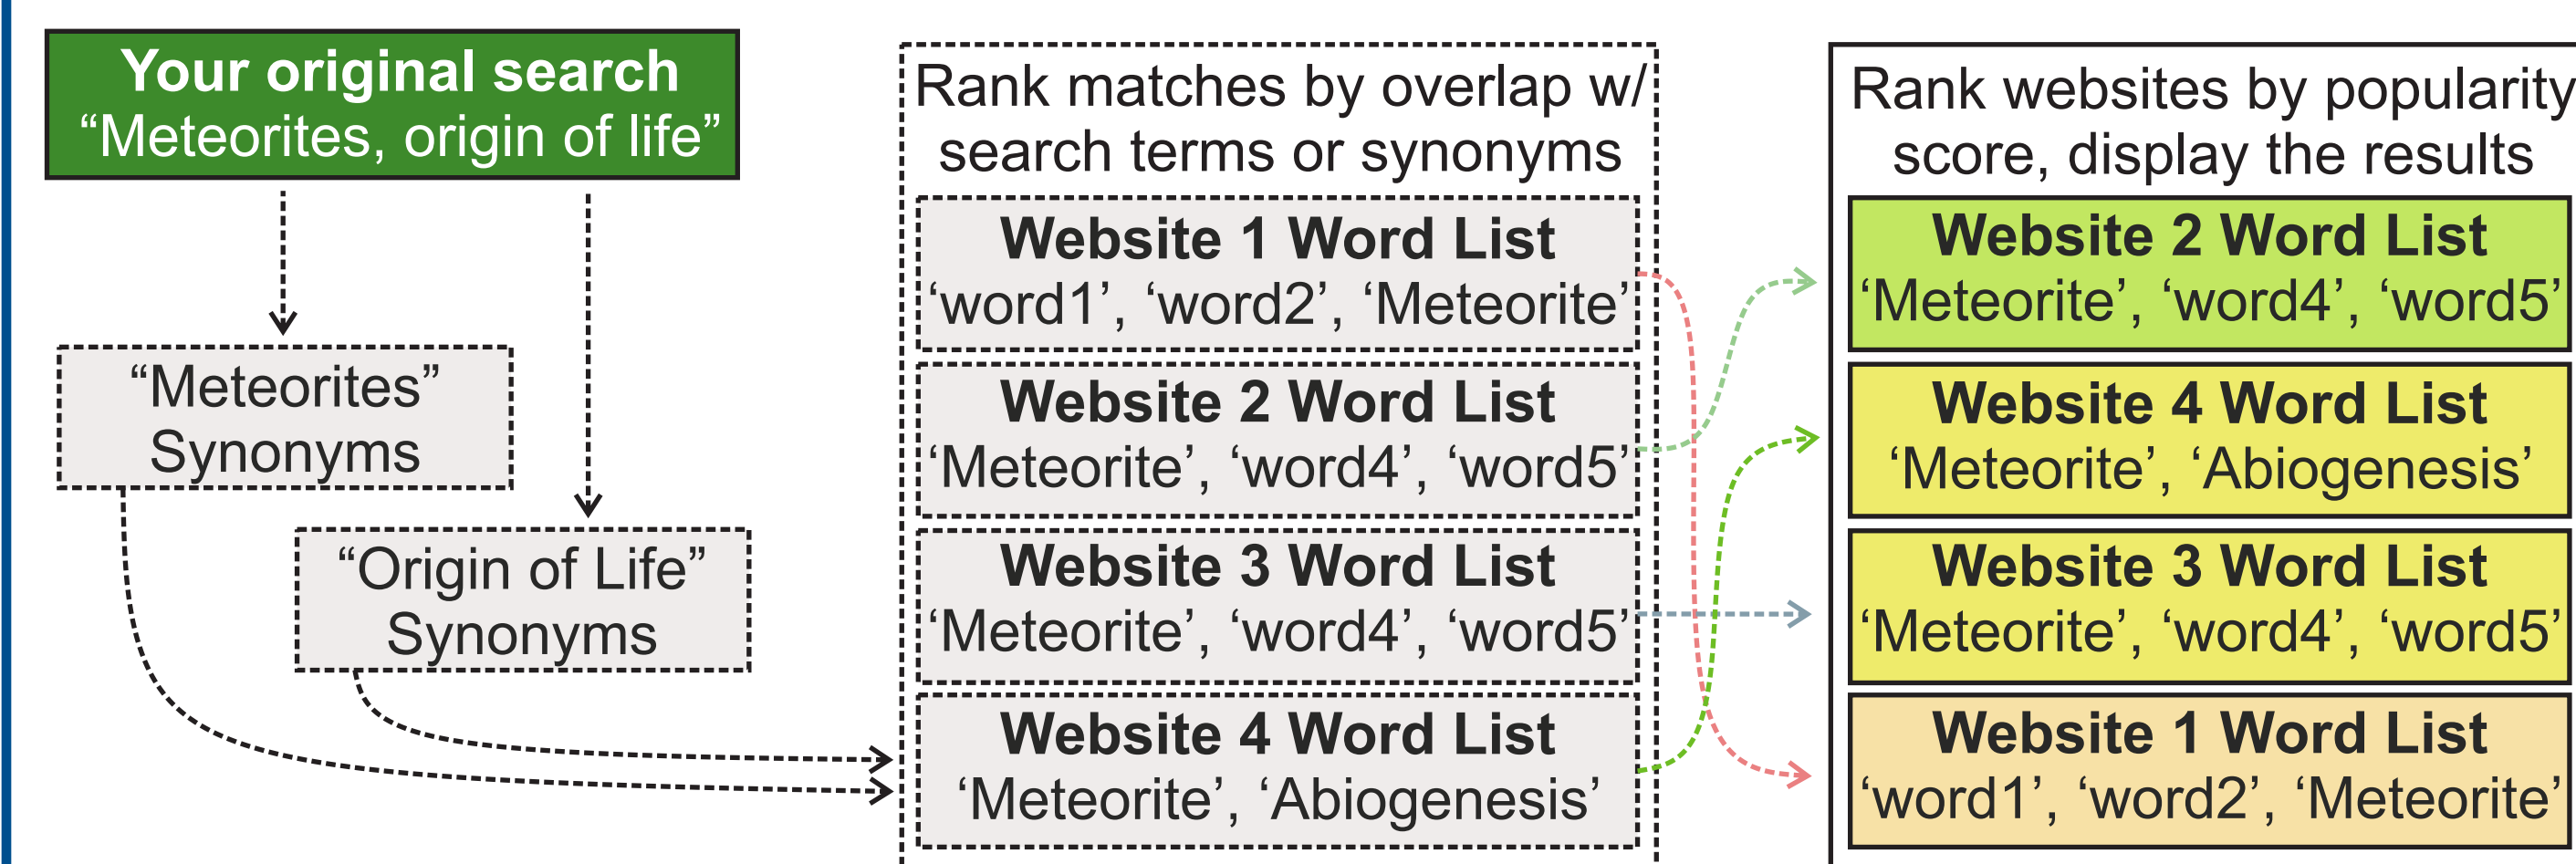 Your original search
“Meteorites, origin of life”
“Meteorites”
Synonyms
“Origin of Life”
Synonyms
Rank matches by overlap w/
search terms or synonyms
Website 1 Word List
‘word1’, ‘word2’, ‘Meteorite’
Website 2 Word List
‘Meteorite’, ‘word4’, ‘word5’
Website 3 Word List
‘Meteorite’, ‘word4’, ‘word5’
Website 4 Word List
‘Meteorite’, ‘Abiogenesis’
Rank websites by popularity
score, display the results
Website 2 Word List
‘Meteorite’, ‘word4’, ‘word5’
Website 4 Word List
‘Meteorite’, ‘Abiogenesis’
Website 3 Word List
‘Meteorite’, ‘word4’, ‘word5’
Website 1 Word List
‘word1’, ‘word2’, ‘Meteorite’